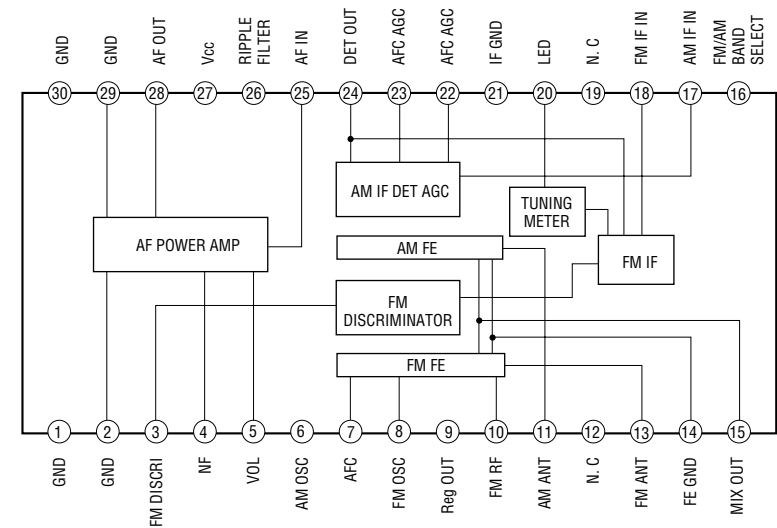 GND
GND
AF OUT
Vcc
RIPPLE
FILTER
AF IN
DET OUT
AFC AGC
AFC AGC
IF GND
LED
N. C
FM IF IN
AM IF IN
FM/AM
BAND
SELECT
30
29
28
27
26
25
24
23
22
21
20
19
18
17
16
AM IF DET AGC
TUNING
METER
AF POWER AMP
AM FE
FM IF
FM
DISCRIMINATOR
FM FE
1
2
3
4
5
6
7
8
9
10
11
12
13
14
15
GND
GND
FM DISCRI
NF
VOL
AM OSC
AFC
FM OSC
Reg OUT
FM RF
AM ANT
N. C
FM ANT
FE GND
MIX OUT